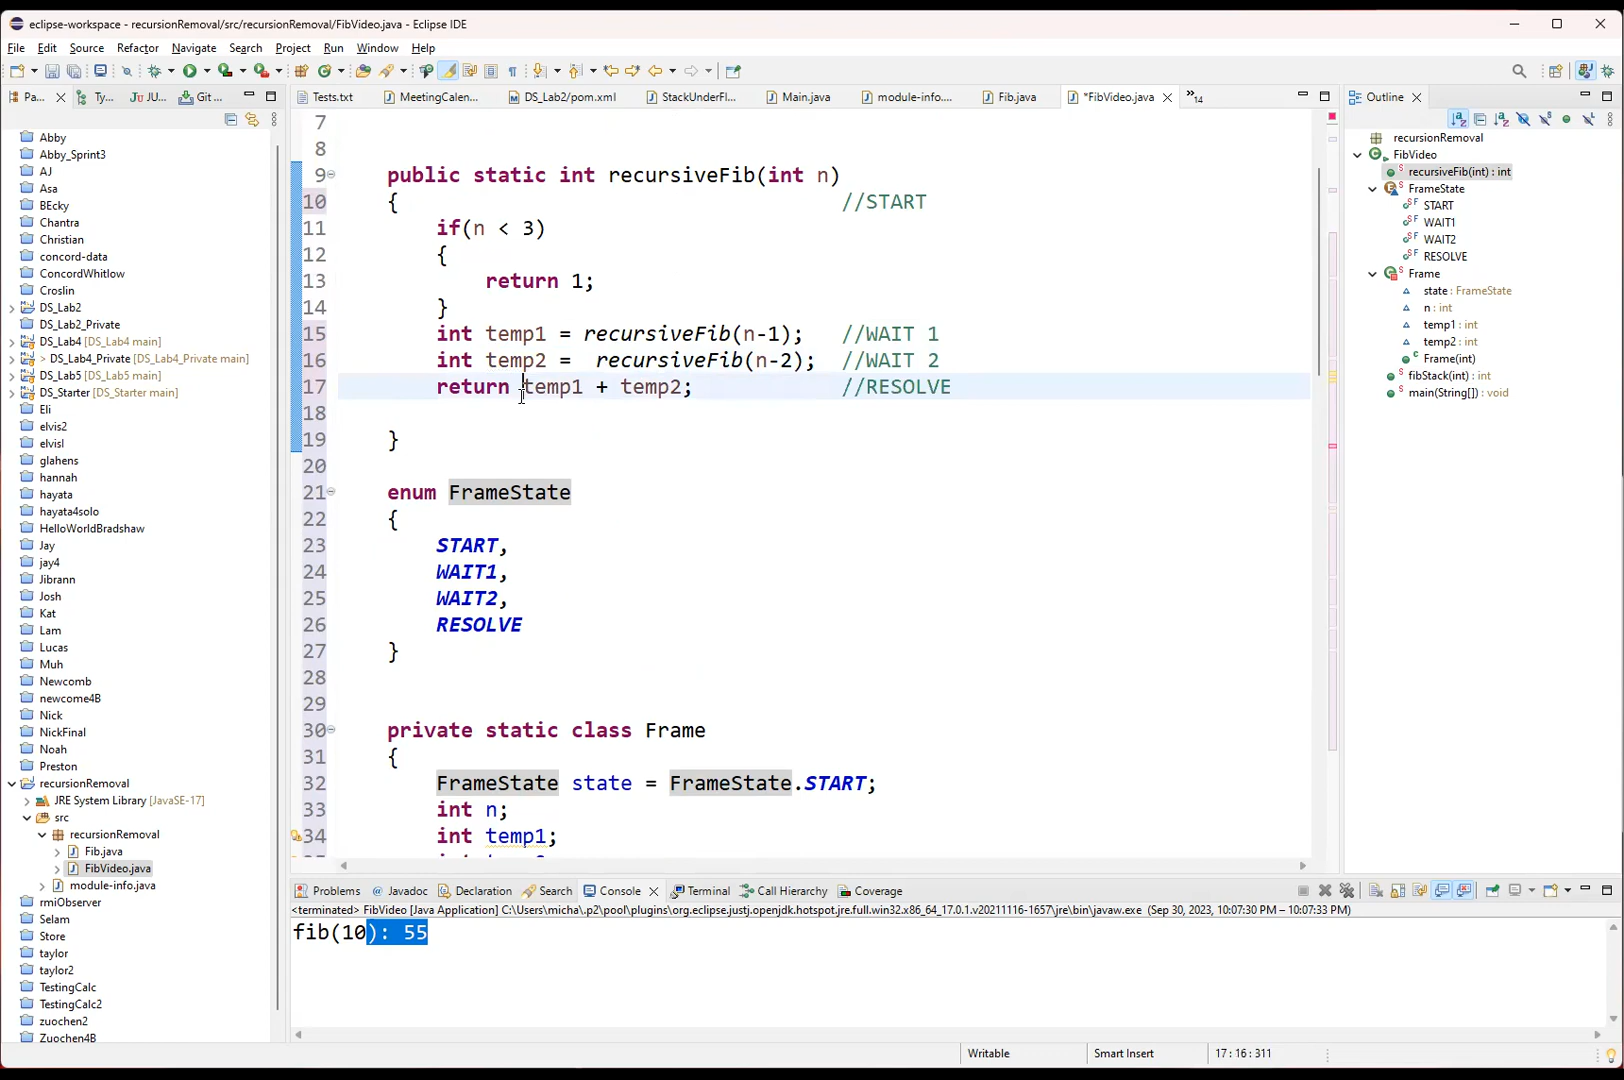 eclipse-workspace - recursionRemoval/src/recursionRemoval/FibVideo.java - Eclipse IDE
File Edit Source Refactor Navigate Search Project Run Window Help
Pa... Ty... JU... Git ...
Tests.txt MeetingCalen... DS_Lab2/pom.xml StackUnderFl... Main.java module-info.... Fib.java *FibVideo.java »14
Abby
Abby_Sprint3
AJ
Asa
BEcky
Chantra
Christian
concord-data
ConcordWhitlow
Croslin
DS_Lab2
DS_Lab2_Private
DS_Lab4 [DS_Lab4 main]
> DS_Lab4_Private [DS_Lab4_Private main]
DS_Lab5 [DS_Lab5 main]
DS_Starter [DS_Starter main]
Eli
elvis2
elvisl
glahens
hannah
hayata
hayata4solo
HelloWorldBradshaw
Jay
jay4
Jibrann
Josh
Kat
Lam
Lucas
Muh
Newcomb
newcome4B
Nick
NickFinal
Noah
Preston
recursionRemoval
JRE System Library [JavaSE-17]
src
recursionRemoval
Fib.java
FibVideo.java
module-info.java
rmiObserver
Selam
Store
taylor
taylor2
TestingCalc
TestingCalc2
zuochen2
Zuochen4B
7
8
9 public static int recursiveFib(int n)
10 { //START
11 if(n < 3)
12 {
13 return 1;
14 }
15 int temp1 = recursiveFib(n-1); //WAIT 1
16 int temp2 = recursiveFib(n-2); //WAIT 2
17 return temp1 + temp2; //RESOLVE
18
19 }
20
21 enum FrameState
22 {
23 START,
24 WAIT1,
25 WAIT2,
26 RESOLVE
27 }
28
29
30 private static class Frame
31 {
32 FrameState state = FrameState.START;
33 int n;
34 int temp1;
Outline
recursionRemoval
FibVideo
recursiveFib(int) : int
FrameState
START
WAIT1
WAIT2
RESOLVE
Frame
state : FrameState
n : int
temp1 : int
temp2 : int
Frame(int)
fibStack(int) : int
main(String[]) : void
Problems Javadoc Declaration Search Console Terminal Call Hierarchy Coverage
<terminated> FibVideo [Java Application] C:\Users\micha\.p2\pool\plugins\org.eclipse.justj.openjdk.hotspot.jre.full.win32.x86_64_17.0.1.v20211116-1657\jre\bin\javaw.exe (Sep 30, 2023, 10:07:30 PM – 10:07:33 PM)
fib(10): 55
Writable Smart Insert 17 : 16 : 311